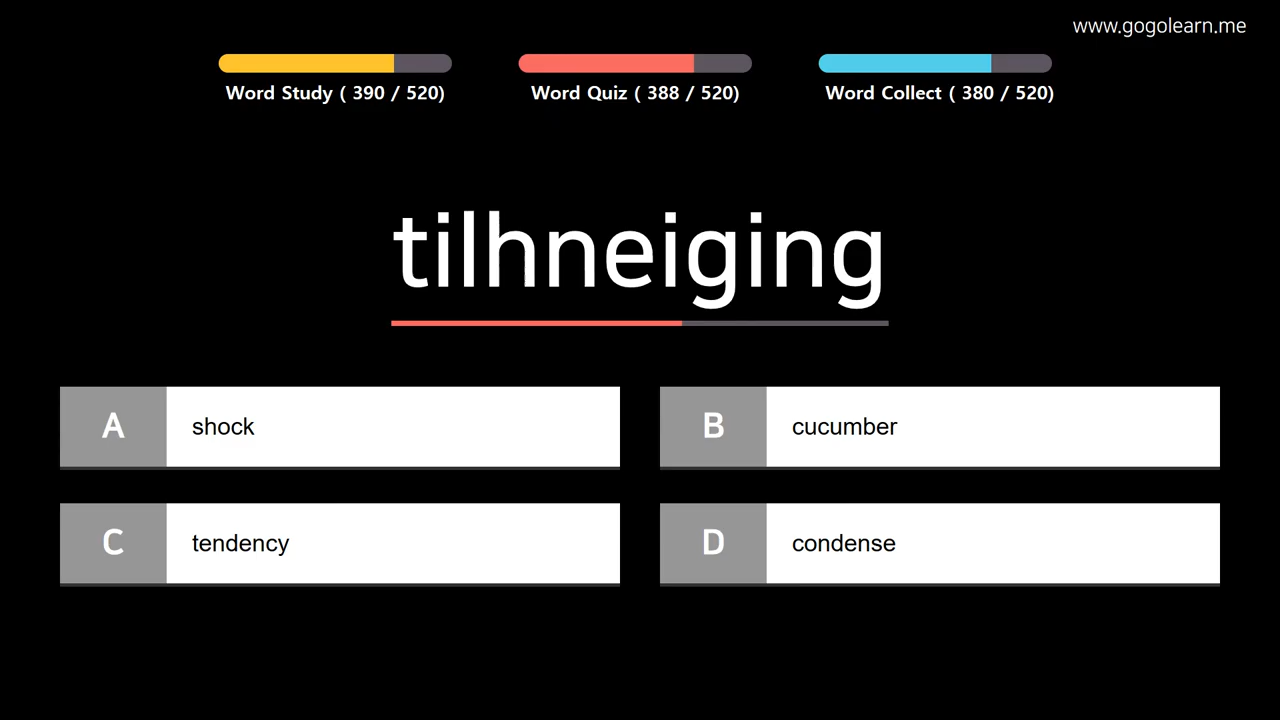 www.gogolearn.me
Word Study ( 390 / 520)
Word Quiz ( 388 / 520)
Word Collect ( 380 / 520)
tilhneiging
A shock
B cucumber
C tendency
D condense